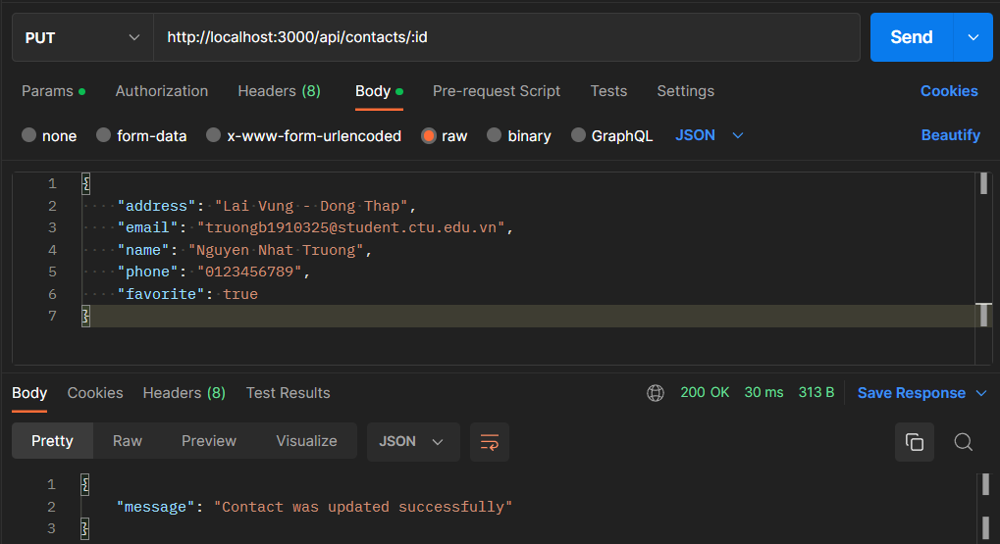 PUT http://localhost:3000/api/contacts/:id Send
Params Authorization Headers (8) Body Pre-request Script Tests Settings Cookies
none form-data x-www-form-urlencoded raw binary GraphQL JSON Beautify
1 {
2 "address": "Lai Vung - Dong Thap",
3 "email": "truongb1910325@student.ctu.edu.vn",
4 "name": "Nguyen Nhat Truong",
5 "phone": "0123456789",
6 "favorite": true
7 }
Body Cookies Headers (8) Test Results 200 OK 30 ms 313 B Save Response
Pretty Raw Preview Visualize JSON
1 {
2 "message": "Contact was updated successfully"
3 }